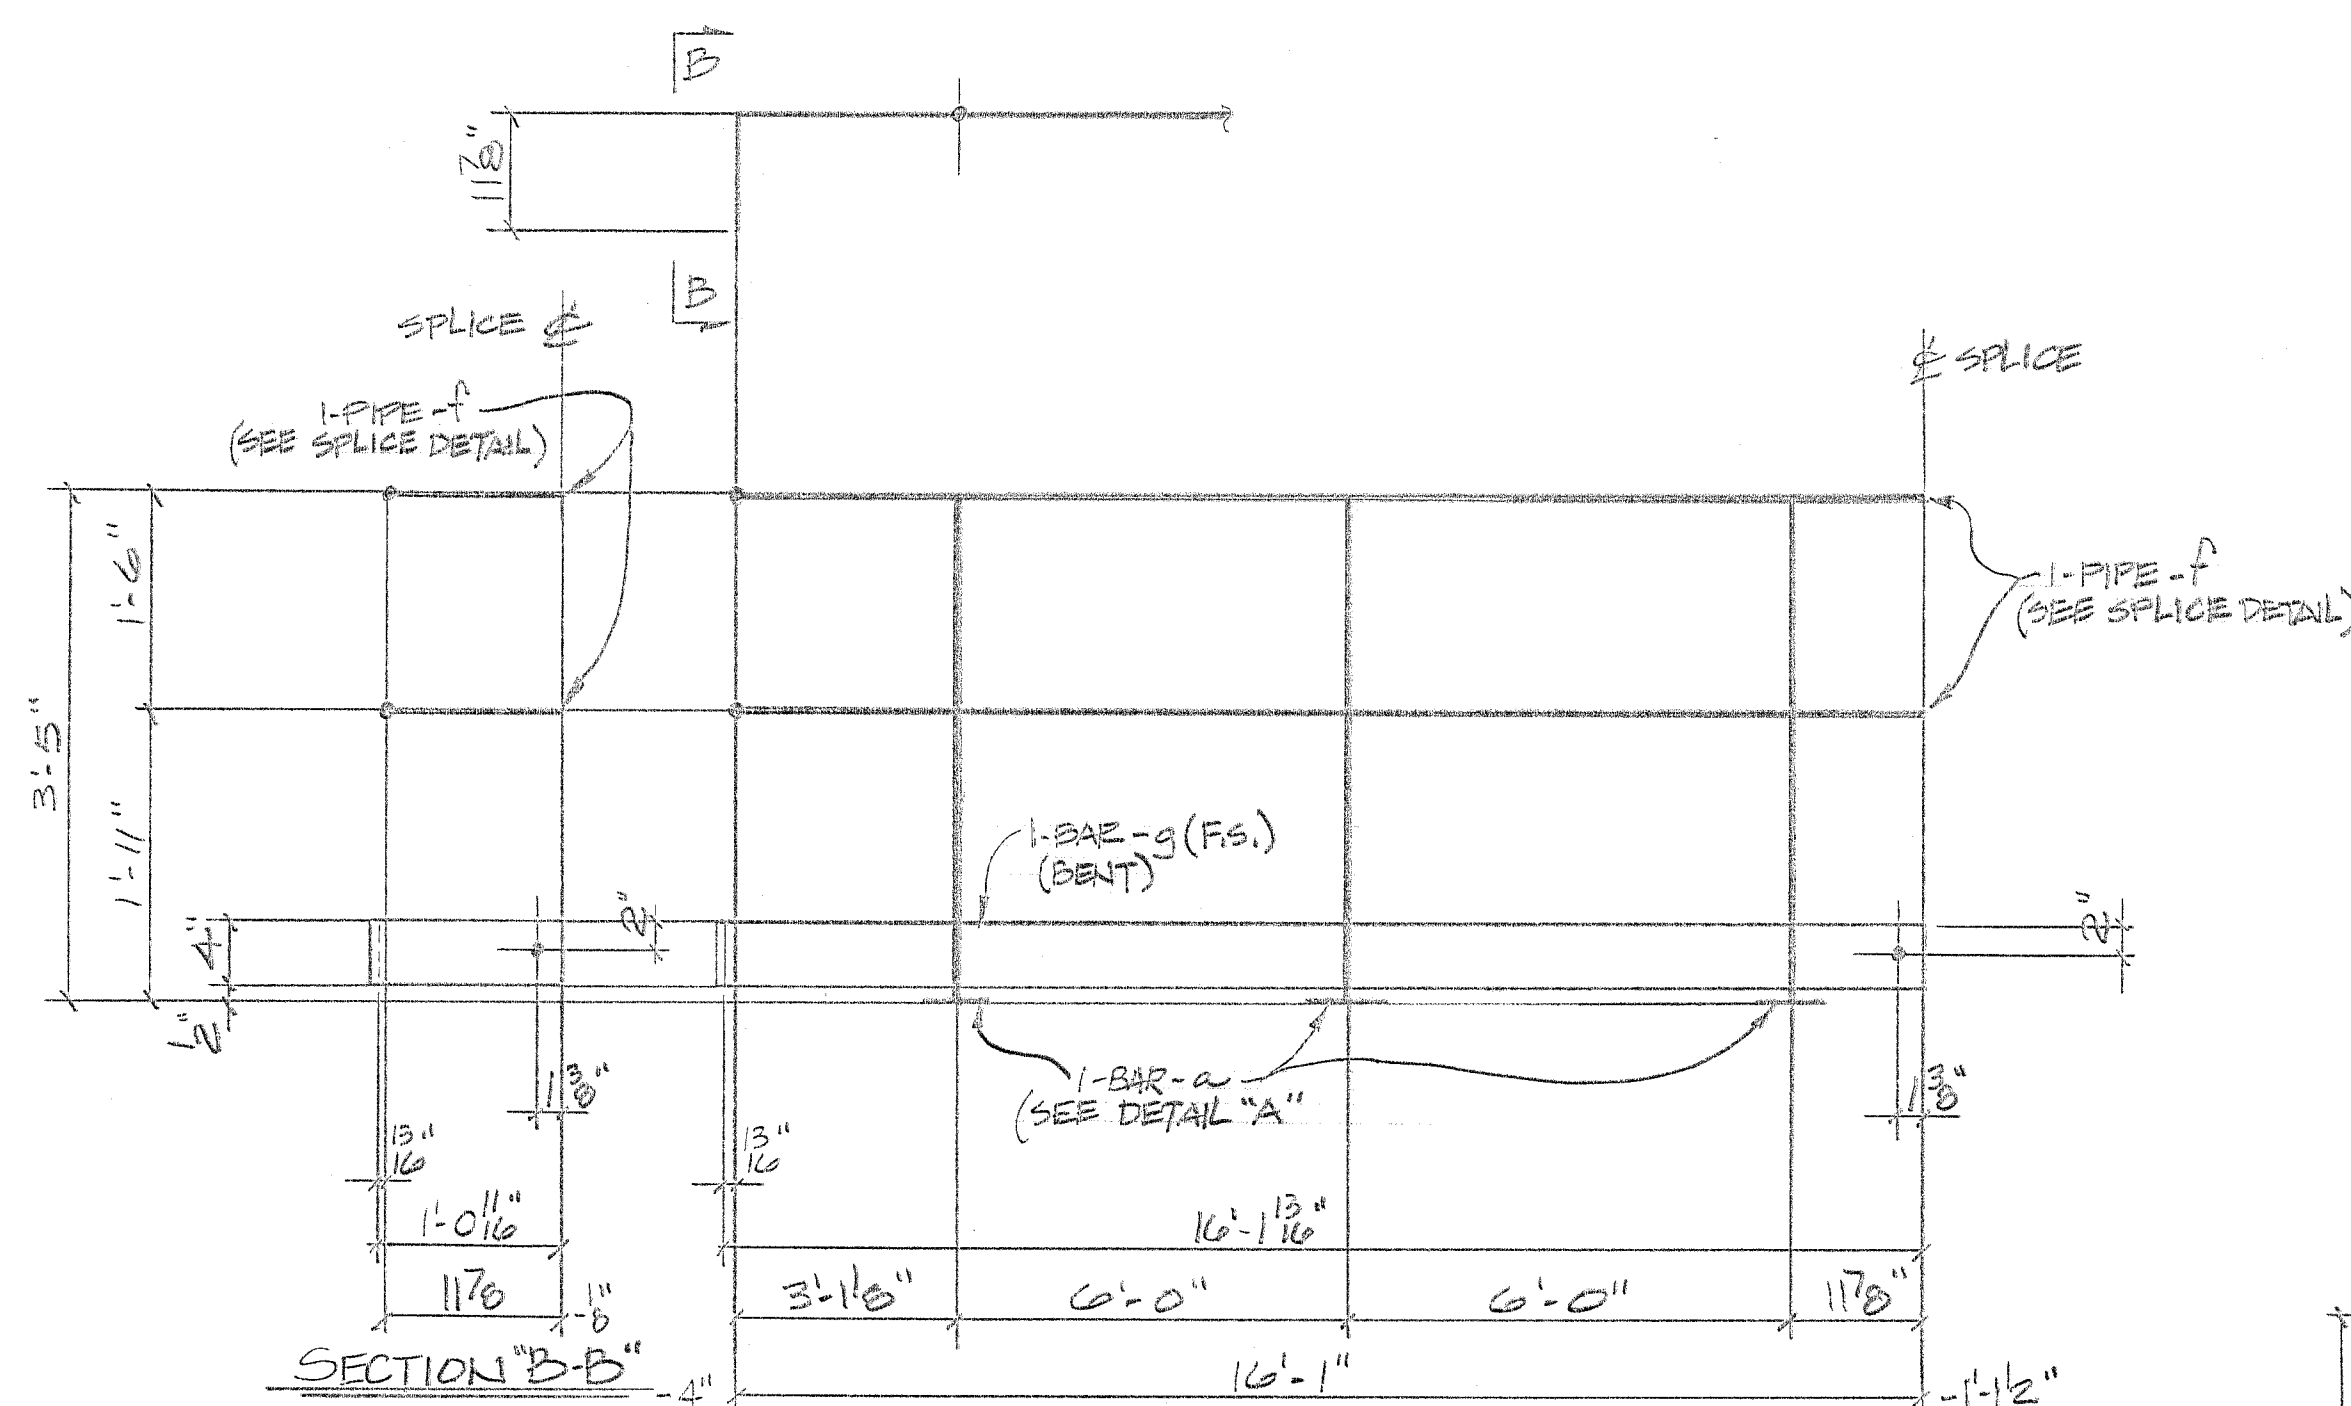 B
11 7/8"
B
SPLICE ℄
℄ SPLICE
1-PIPE-f
(SEE SPLICE DETAIL)
1'-6"
3'-5"
1'-11"
1-PIPE-f
(SEE SPLICE DETAIL)
1-BAR-g (F.S.)
(BENT)
4"
2"
2"
1/2"
1-BAR-a
(SEE DETAIL "A"
1 3/8"
1 3/8"
13/16"
13/16"
1'-0 11/16"
16'-1 13/16"
11 7/8
-1/8"
3'-1 1/8"
6'-0"
6'-0"
11 7/8"
SECTION "B-B"
-4"
16'-1"
-1'-1 1/2"